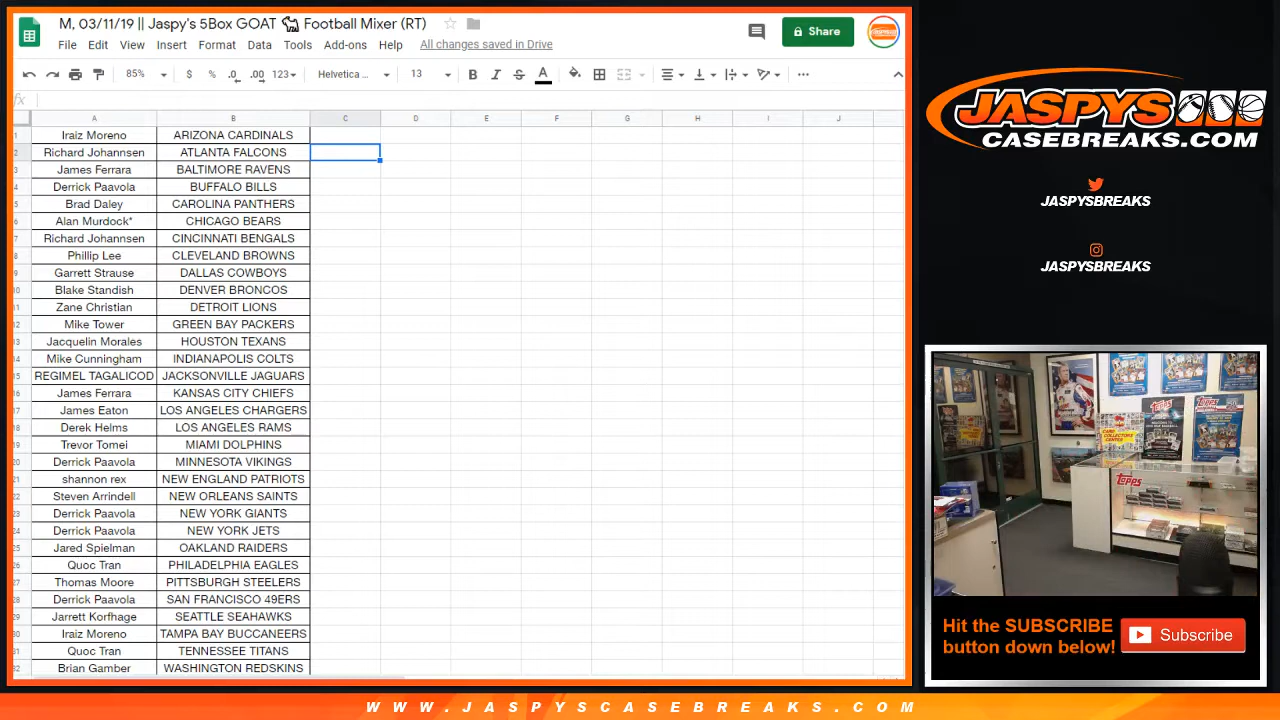 M, 03/11/19 || Jaspy's 5Box GOAT 🐪 Football Mixer (RT)
File Edit View Insert Format Data Tools Add-ons Help All changes saved in Drive
Share
85% $ % .0 .00 123 Helvetica ... 13 B I S A
fx
A B C D E F G H I J
1 Iraiz Moreno ARIZONA CARDINALS
2 Richard Johannsen ATLANTA FALCONS
3 James Ferrara BALTIMORE RAVENS
4 Derrick Paavola BUFFALO BILLS
5 Brad Daley CAROLINA PANTHERS
6 Alan Murdock* CHICAGO BEARS
7 Richard Johannsen CINCINNATI BENGALS
8 Phillip Lee CLEVELAND BROWNS
9 Garrett Strause DALLAS COWBOYS
10 Blake Standish DENVER BRONCOS
11 Zane Christian DETROIT LIONS
12 Mike Tower GREEN BAY PACKERS
13 Jacquelin Morales HOUSTON TEXANS
14 Mike Cunningham INDIANAPOLIS COLTS
15 REGIMEL TAGALICOD JACKSONVILLE JAGUARS
16 James Ferrara KANSAS CITY CHIEFS
17 James Eaton LOS ANGELES CHARGERS
18 Derek Helms LOS ANGELES RAMS
19 Trevor Tomei MIAMI DOLPHINS
20 Derrick Paavola MINNESOTA VIKINGS
21 shannon rex NEW ENGLAND PATRIOTS
22 Steven Arrindell NEW ORLEANS SAINTS
23 Derrick Paavola NEW YORK GIANTS
24 Derrick Paavola NEW YORK JETS
25 Jared Spielman OAKLAND RAIDERS
26 Quoc Tran PHILADELPHIA EAGLES
27 Thomas Moore PITTSBURGH STEELERS
28 Derrick Paavola SAN FRANCISCO 49ERS
29 Jarrett Korfhage SEATTLE SEAHAWKS
30 Iraiz Moreno TAMPA BAY BUCCANEERS
31 Quoc Tran TENNESSEE TITANS
32 Brian Gamber WASHINGTON REDSKINS
JASPYS
CASEBREAKS.COM
JASPYSBREAKS
JASPYSBREAKS
Topps
Topps
Hit the SUBSCRIBE
button down below!
Subscribe
WWW.JASPYSCASEBREAKS.COM